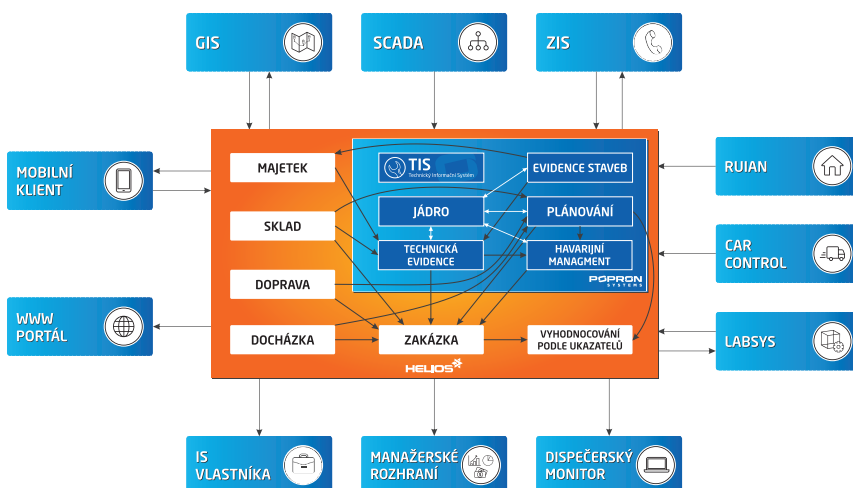 GIS
SCADA
ZIS
MOBILNÍ
KLIENT
WWW
PORTÁL
MAJETEK
SKLAD
DOPRAVA
DOCHÁZKA
TIS
Technický Informační Systém
EVIDENCE STAVEB
JÁDRO
PLÁNOVÁNÍ
TECHNICKÁ
EVIDENCE
HAVARIJNÍ
MANAGMENT
POPRON
SYSTEMS
ZAKÁZKA
VYHODNOCOVÁNÍ
PODLE UKAZATELŮ
HELIOS
RUIAN
CAR
CONTROL
LABSYS
IS
VLASTNÍKA
MANAŽERSKÉ
ROZHRANÍ
DISPEČERSKÝ
MONITOR